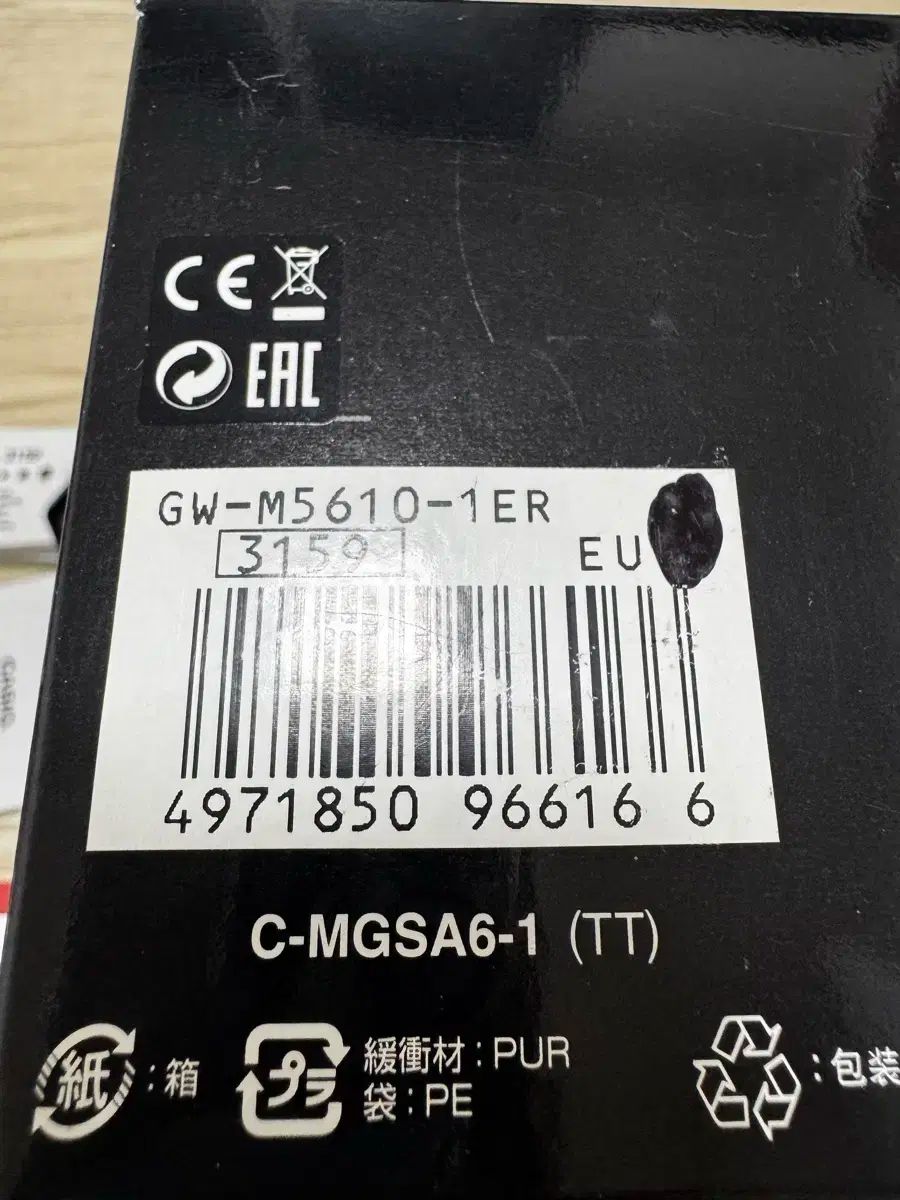 CE
EAC
GW-M5610-1ER
3159
EU
4971850 96616 6
C-MGSA6-1 (TT)
紙:箱
プラ
緩衝材:PUR
袋:PE
:包装